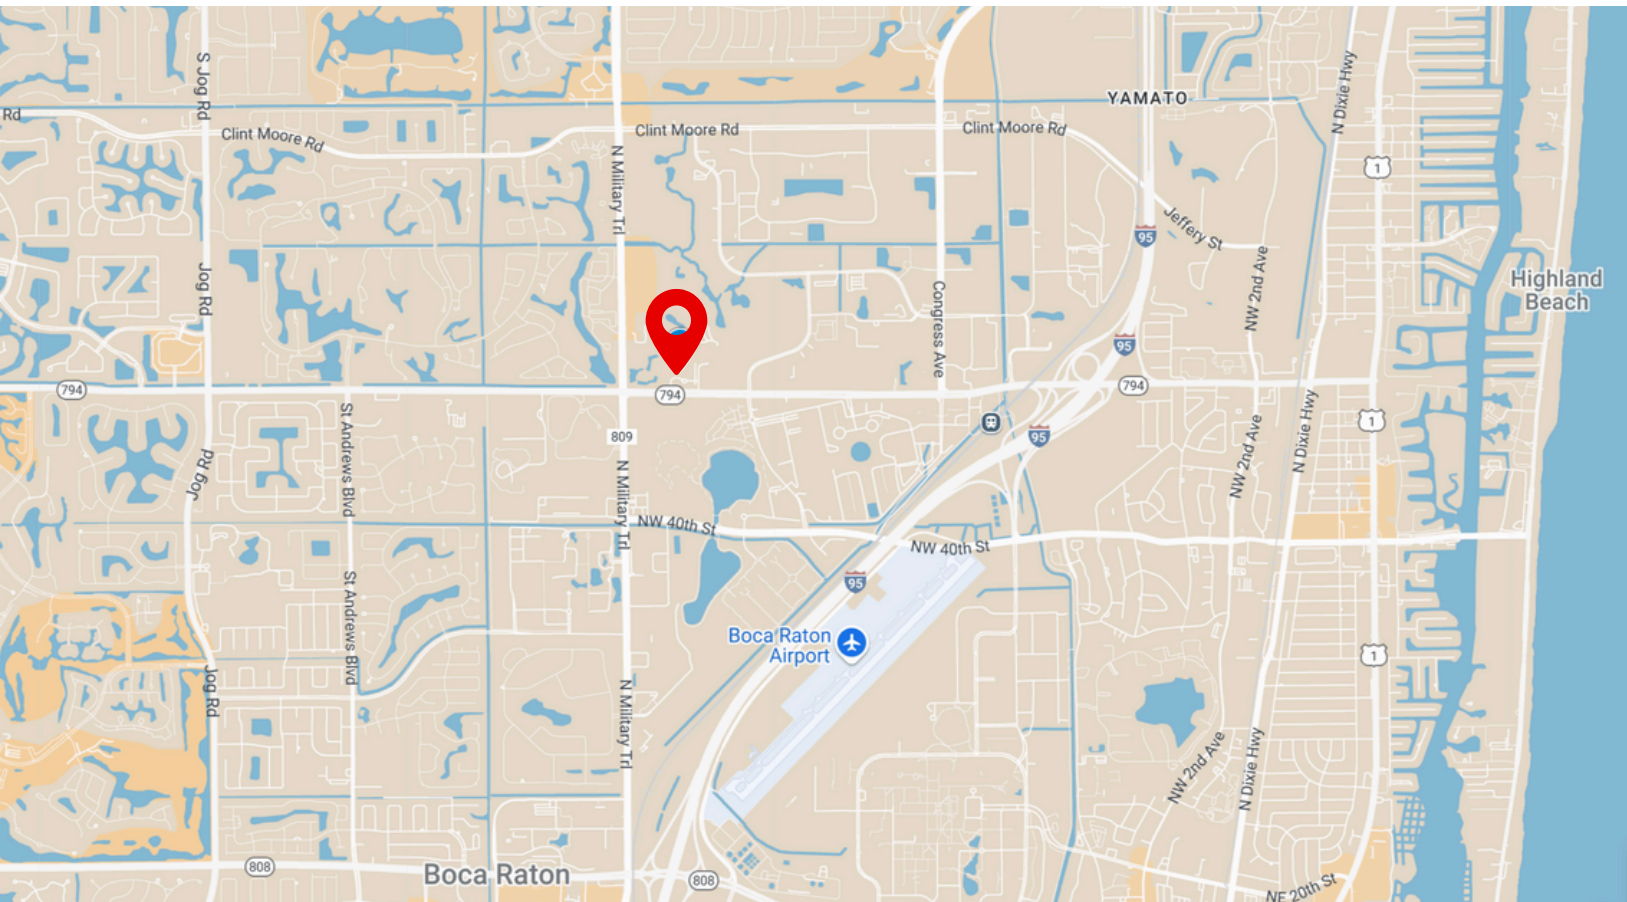 S Jog Rd
Rd
Clint Moore Rd
Clint Moore Rd
Clint Moore Rd
YAMATO
N Dixie Hwy
1
N Military Trl
Jeffery St
95
Jog Rd
Congress Ave
NW 2nd Ave
Highland
Beach
95
794
794
794
St Andrews Blvd
809
95
1
N Dixie Hwy
NW 2nd Ave
Jog Rd
N Military Trl
NW 40th St
NW 40th St
95
St Andrews Blvd
Boca Raton
Airport
1
Jog Rd
N Military Trl
NW 2nd Ave
N Dixie Hwy
808
Boca Raton
808
NE 20th St